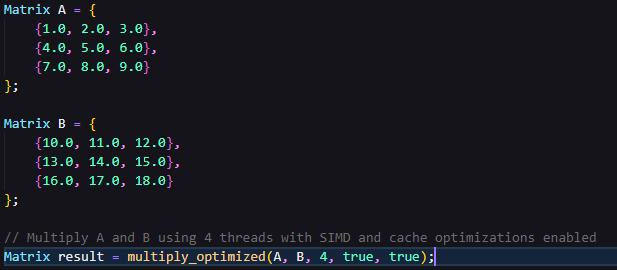 Matrix A = {
    {1.0, 2.0, 3.0},
    {4.0, 5.0, 6.0},
    {7.0, 8.0, 9.0}
};
Matrix B = {
    {10.0, 11.0, 12.0},
    {13.0, 14.0, 15.0},
    {16.0, 17.0, 18.0}
};
// Multiply A and B using 4 threads with SIMD and cache optimizations enabled
Matrix result = multiply_optimized(A, B, 4, true, true);